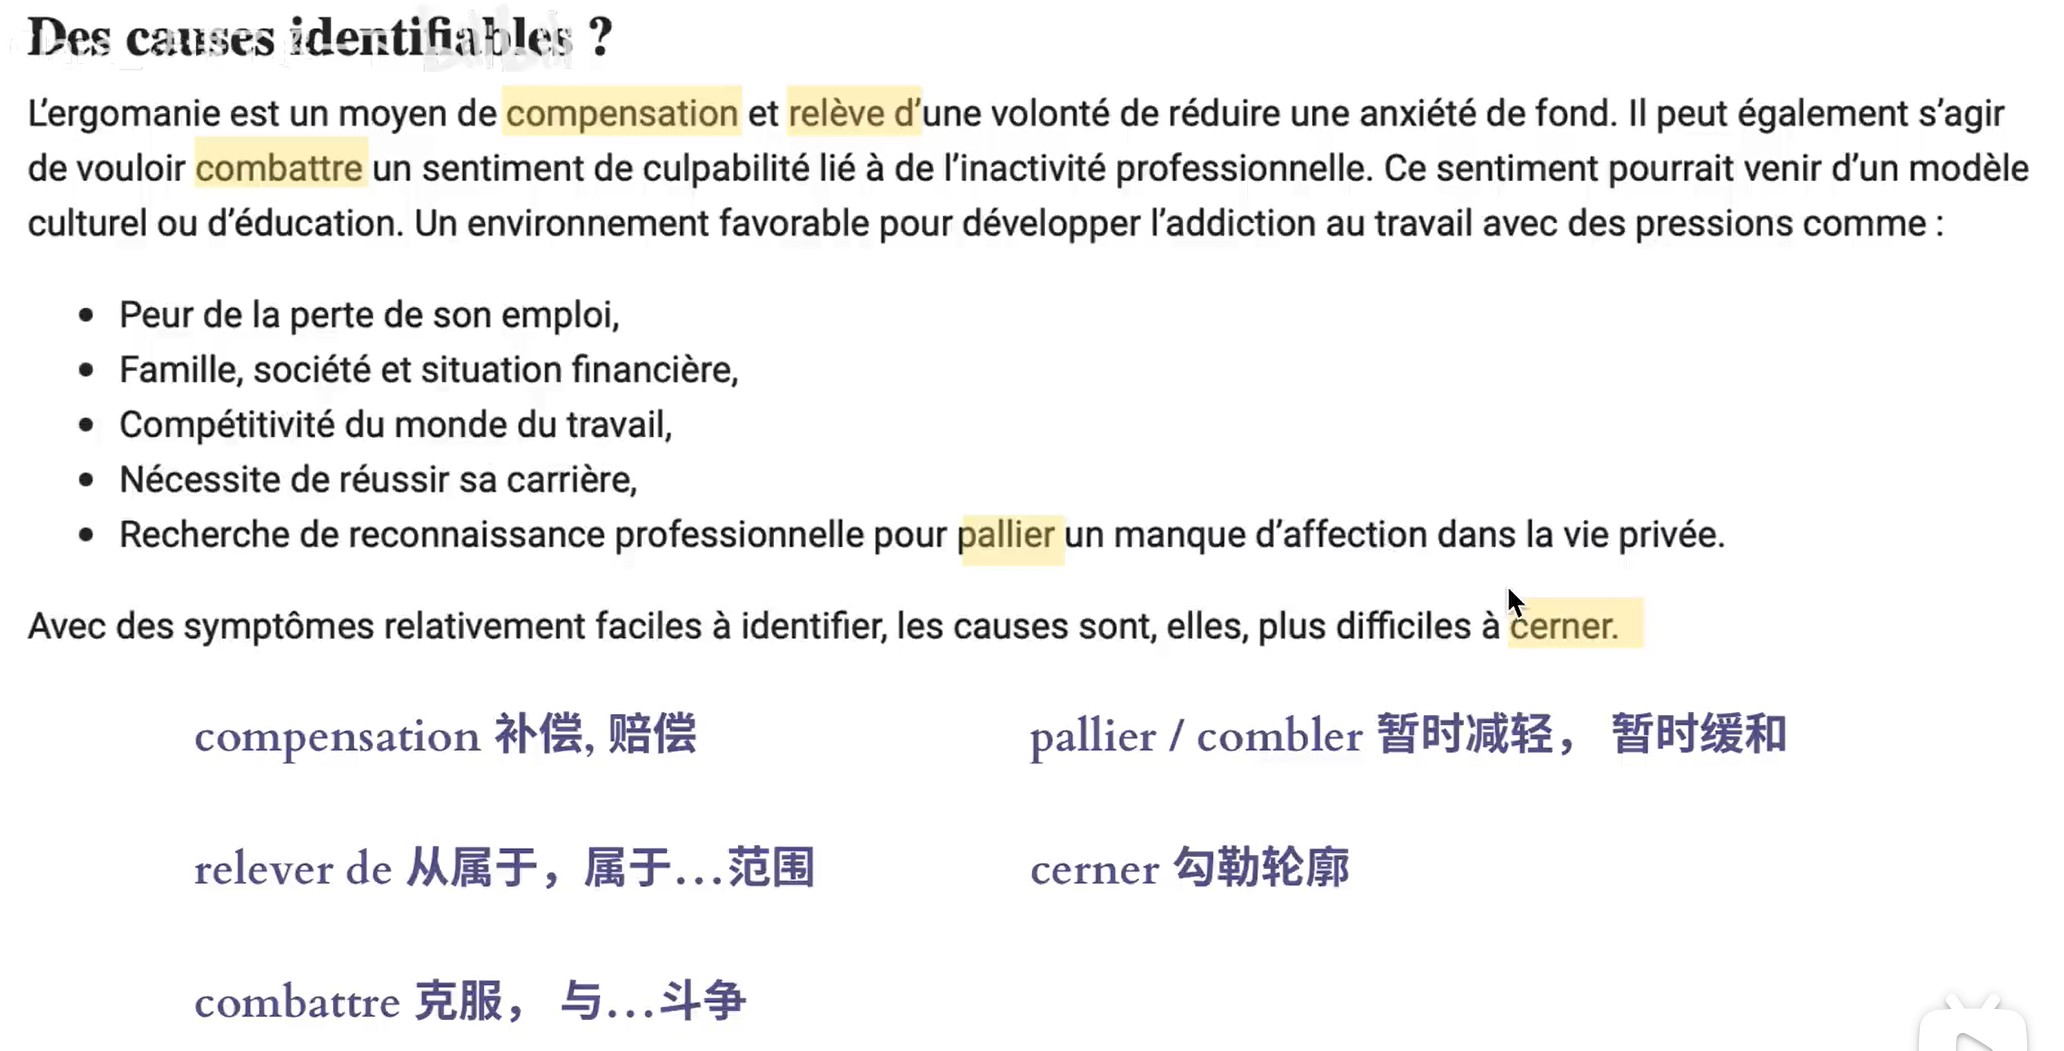 Des causes identifiables ?
L’ergomanie est un moyen de compensation et relève d’une volonté de réduire une anxiété de fond. Il peut également s’agir
de vouloir combattre un sentiment de culpabilité lié à de l’inactivité professionnelle. Ce sentiment pourrait venir d’un modèle
culturel ou d’éducation. Un environnement favorable pour développer l’addiction au travail avec des pressions comme :
• Peur de la perte de son emploi,
• Famille, société et situation financière,
• Compétitivité du monde du travail,
• Nécessite de réussir sa carrière,
• Recherche de reconnaissance professionnelle pour pallier un manque d’affection dans la vie privée.
Avec des symptômes relativement faciles à identifier, les causes sont, elles, plus difficiles à cerner.
compensation 补偿, 赔偿
pallier / combler 暂时减轻， 暂时缓和
relever de 从属于，属于…范围
cerner 勾勒轮廓
combattre 克服， 与…斗争